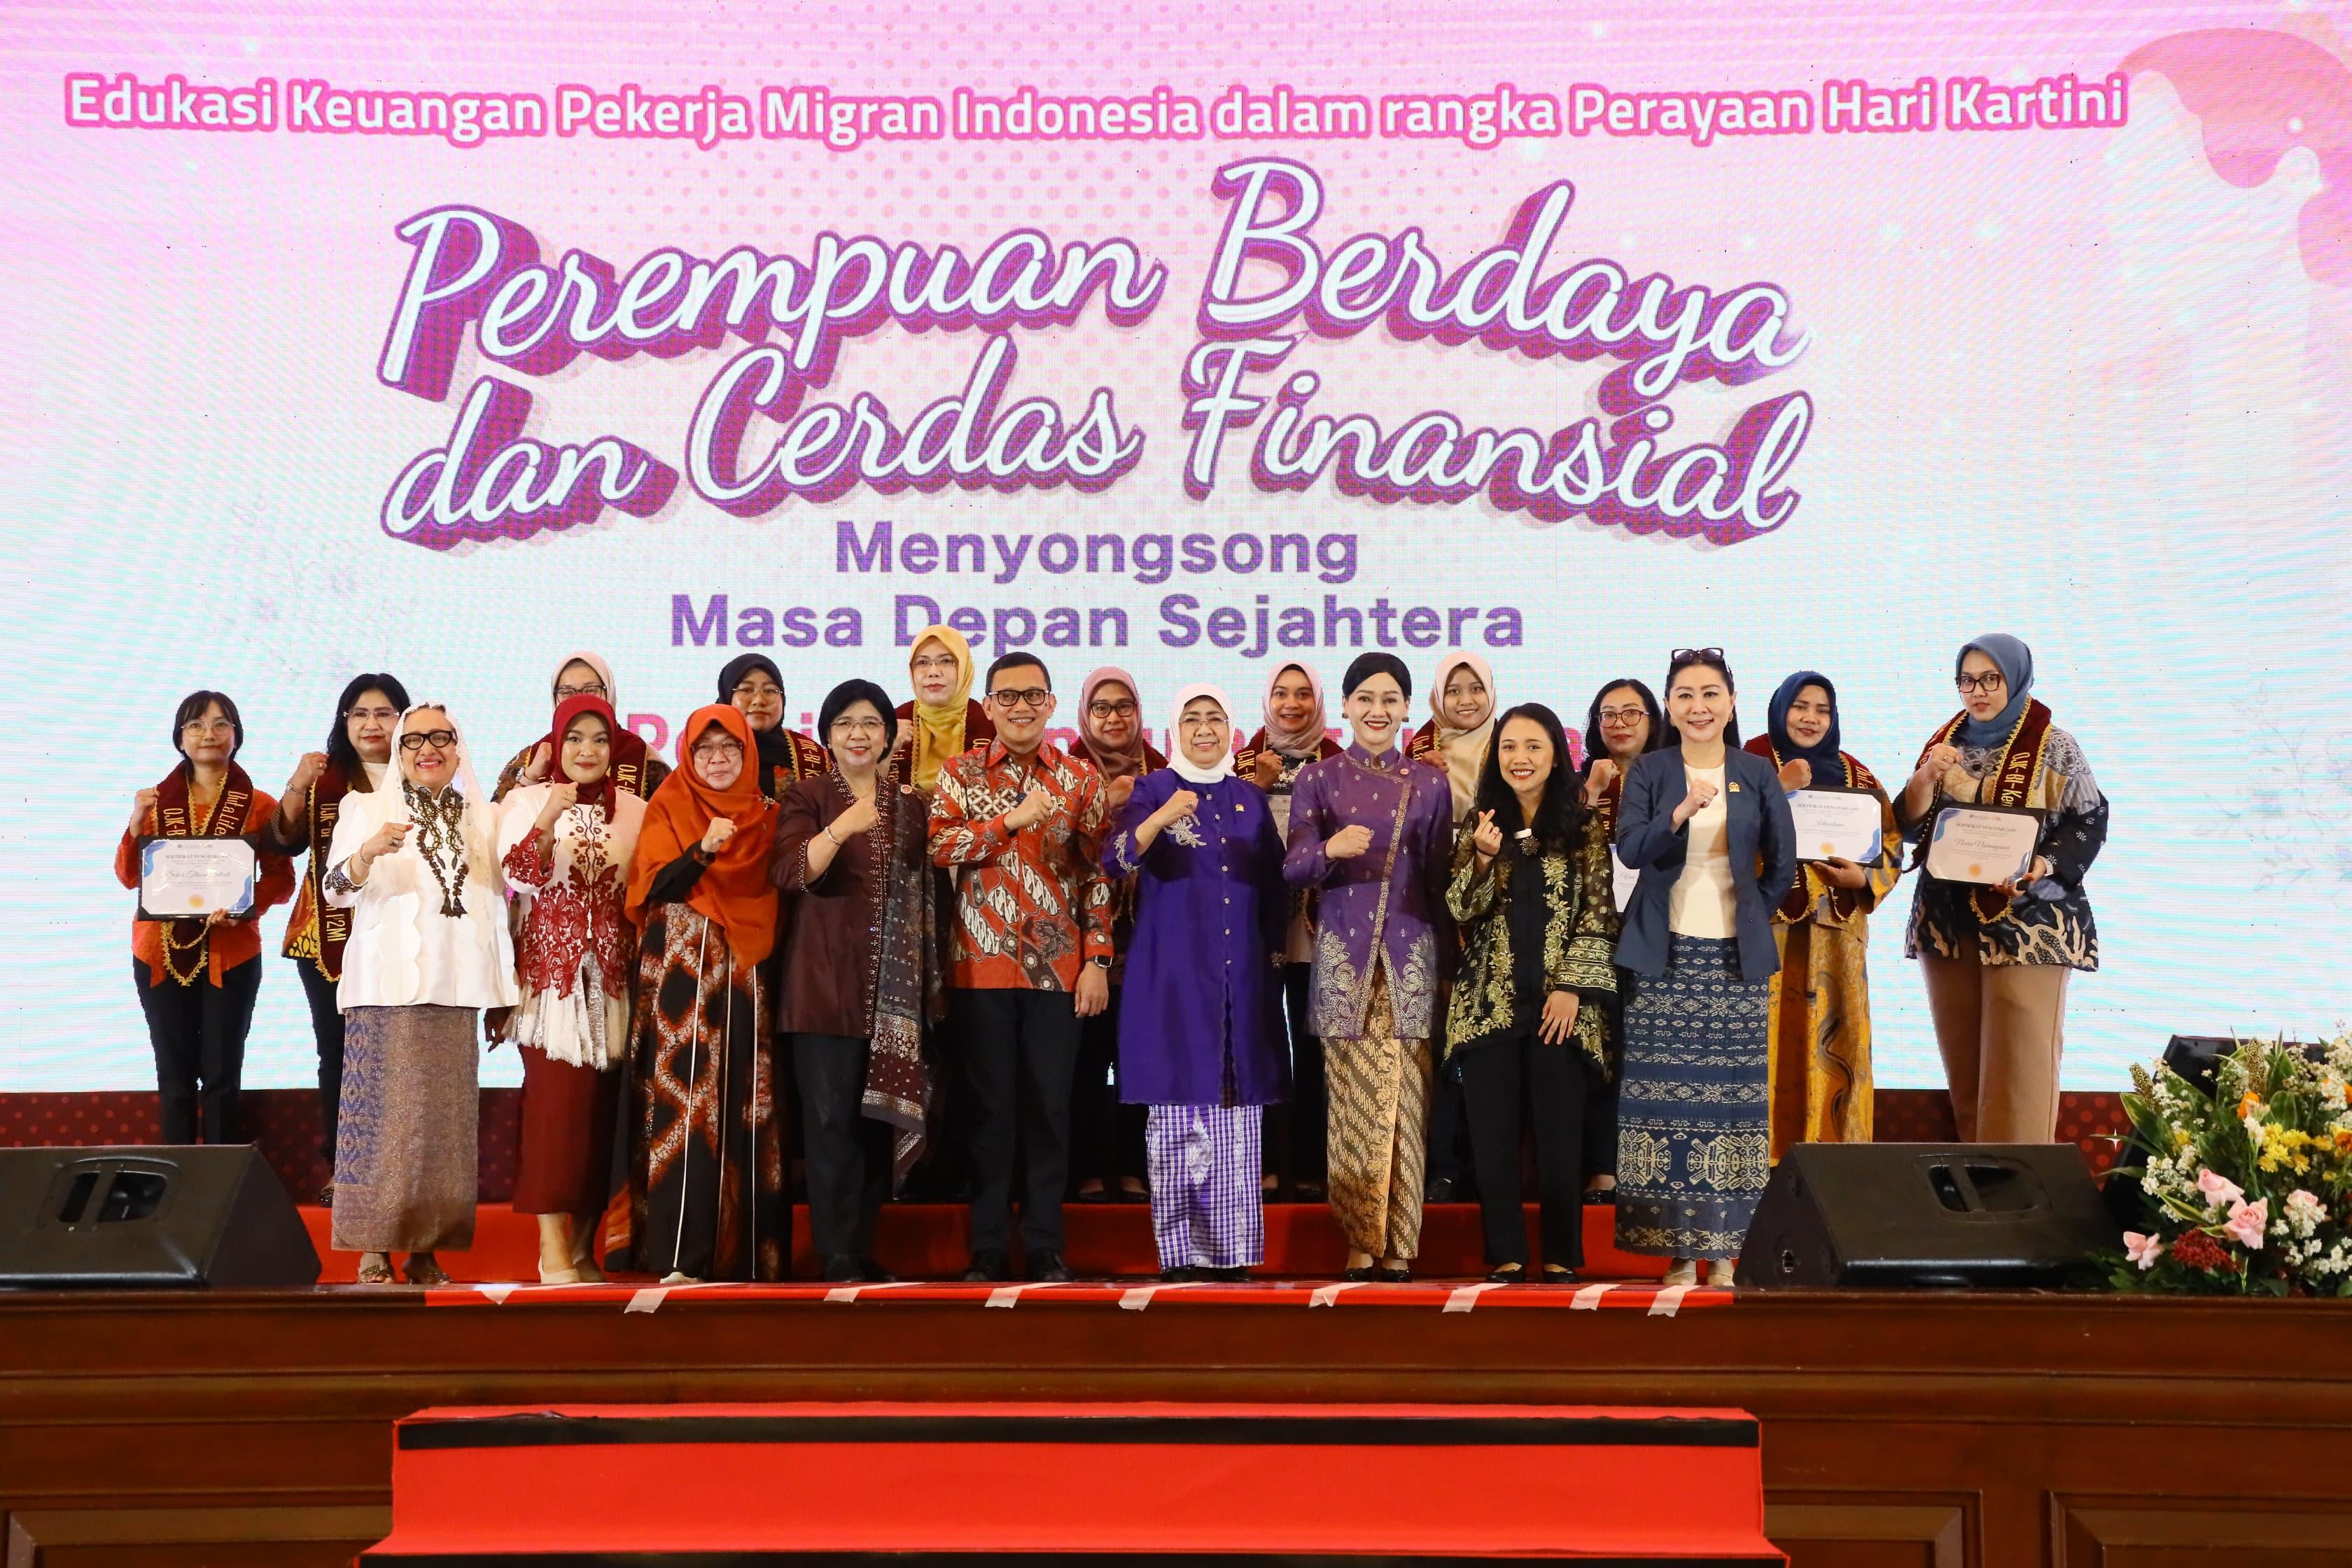 Edukasi Keuangan Pekerja Migran Indonesia dalam rangka Perayaan Hari Kartini
Perempuan Berdaya
dan Cerdas Finansial
Menyongsong
Masa Depan Sejahtera